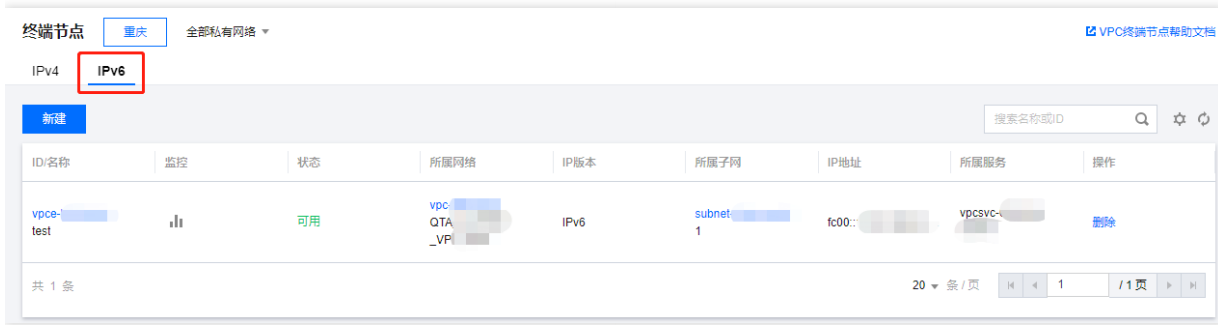 终端节点 重庆 全部私有网络 VPC终端节点帮助文档
IPv4 IPv6
新建 搜索名称或ID
ID/名称 监控 状态 所属网络 IP版本 所属子网 IP地址 所属服务 操作
vpce- 可用 vpc- IPv6 subnet- fc00:: vpcsvc- 删除
test QTA 1
_VP
共 1 条 20 条 / 页 1 / 1 页